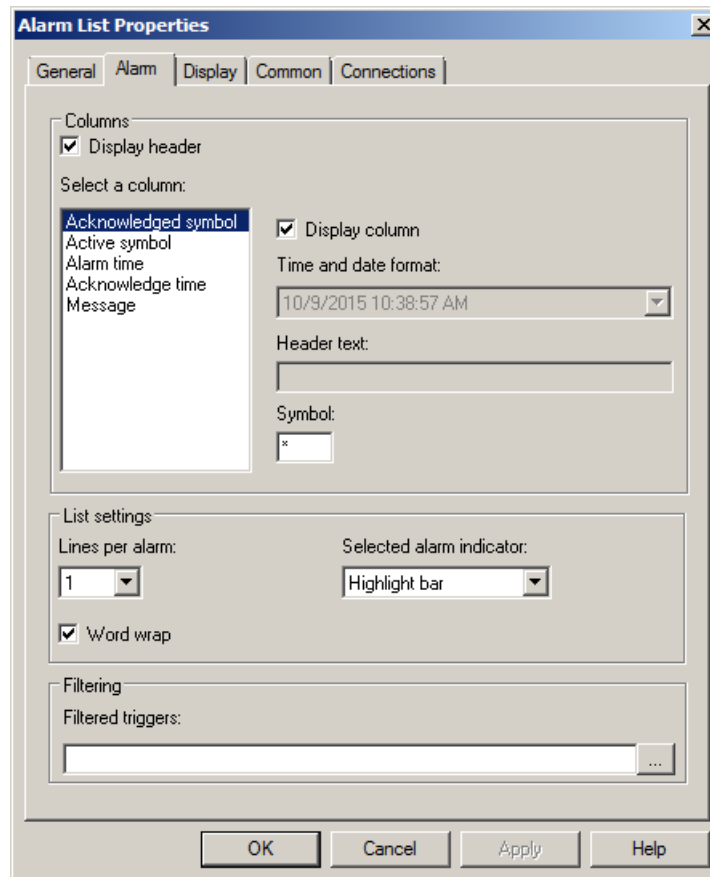 Alarm List Properties
General Alarm Display Common Connections
Columns
Display header
Select a column:
Acknowledged symbol
Active symbol
Alarm time
Acknowledge time
Message
Display column
Time and date format:
10/9/2015 10:38:57 AM
Header text:
Symbol:
*
List settings
Lines per alarm:
1
Selected alarm indicator:
Highlight bar
Word wrap
Filtering
Filtered triggers:
...
OK Cancel Apply Help